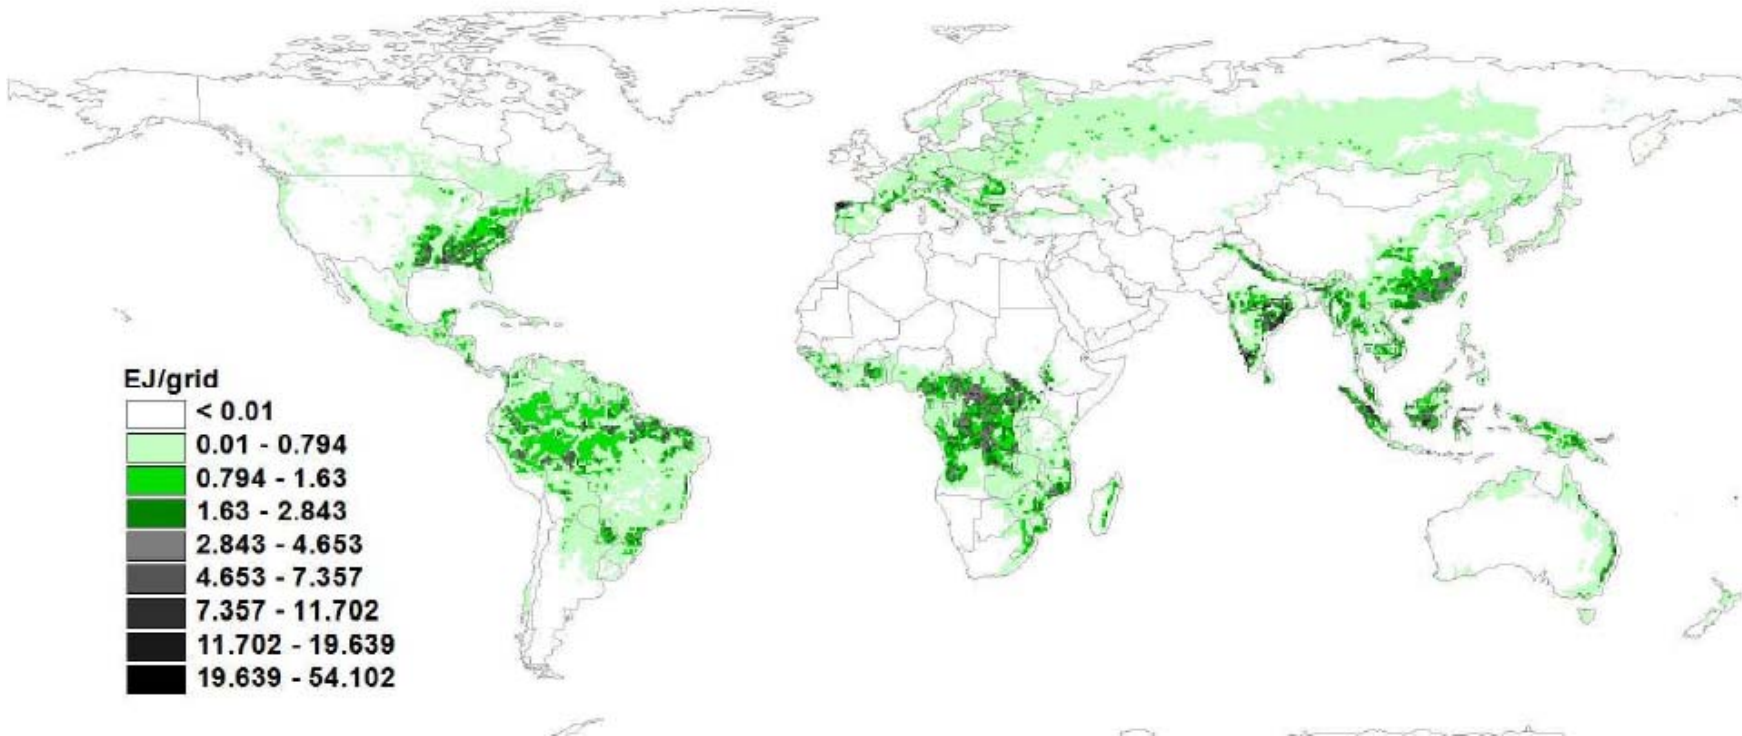 EJ/grid
< 0.01
0.01 - 0.794
0.794 - 1.63
1.63 - 2.843
2.843 - 4.653
4.653 - 7.357
7.357 - 11.702
11.702 - 19.639
19.639 - 54.102